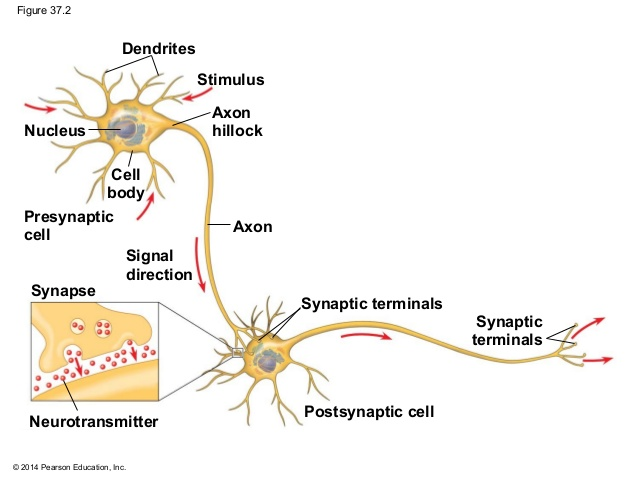 Figure 37.2
Dendrites
Stimulus
Axon
hillock
Nucleus
Cell
body
Presynaptic
cell
Axon
Signal
direction
Synapse
Synaptic terminals
Synaptic
terminals
Neurotransmitter
Postsynaptic cell
© 2014 Pearson Education, Inc.